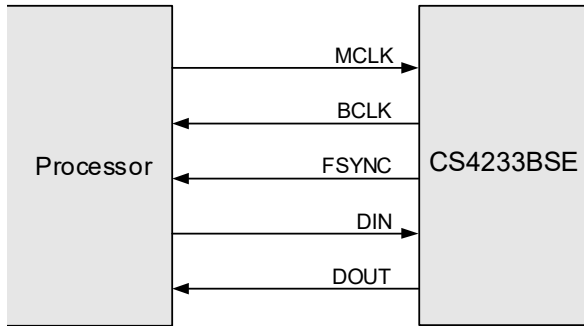 MCLK
BCLK
Processor
FSYNC
CS4233BSE
DIN
DOUT